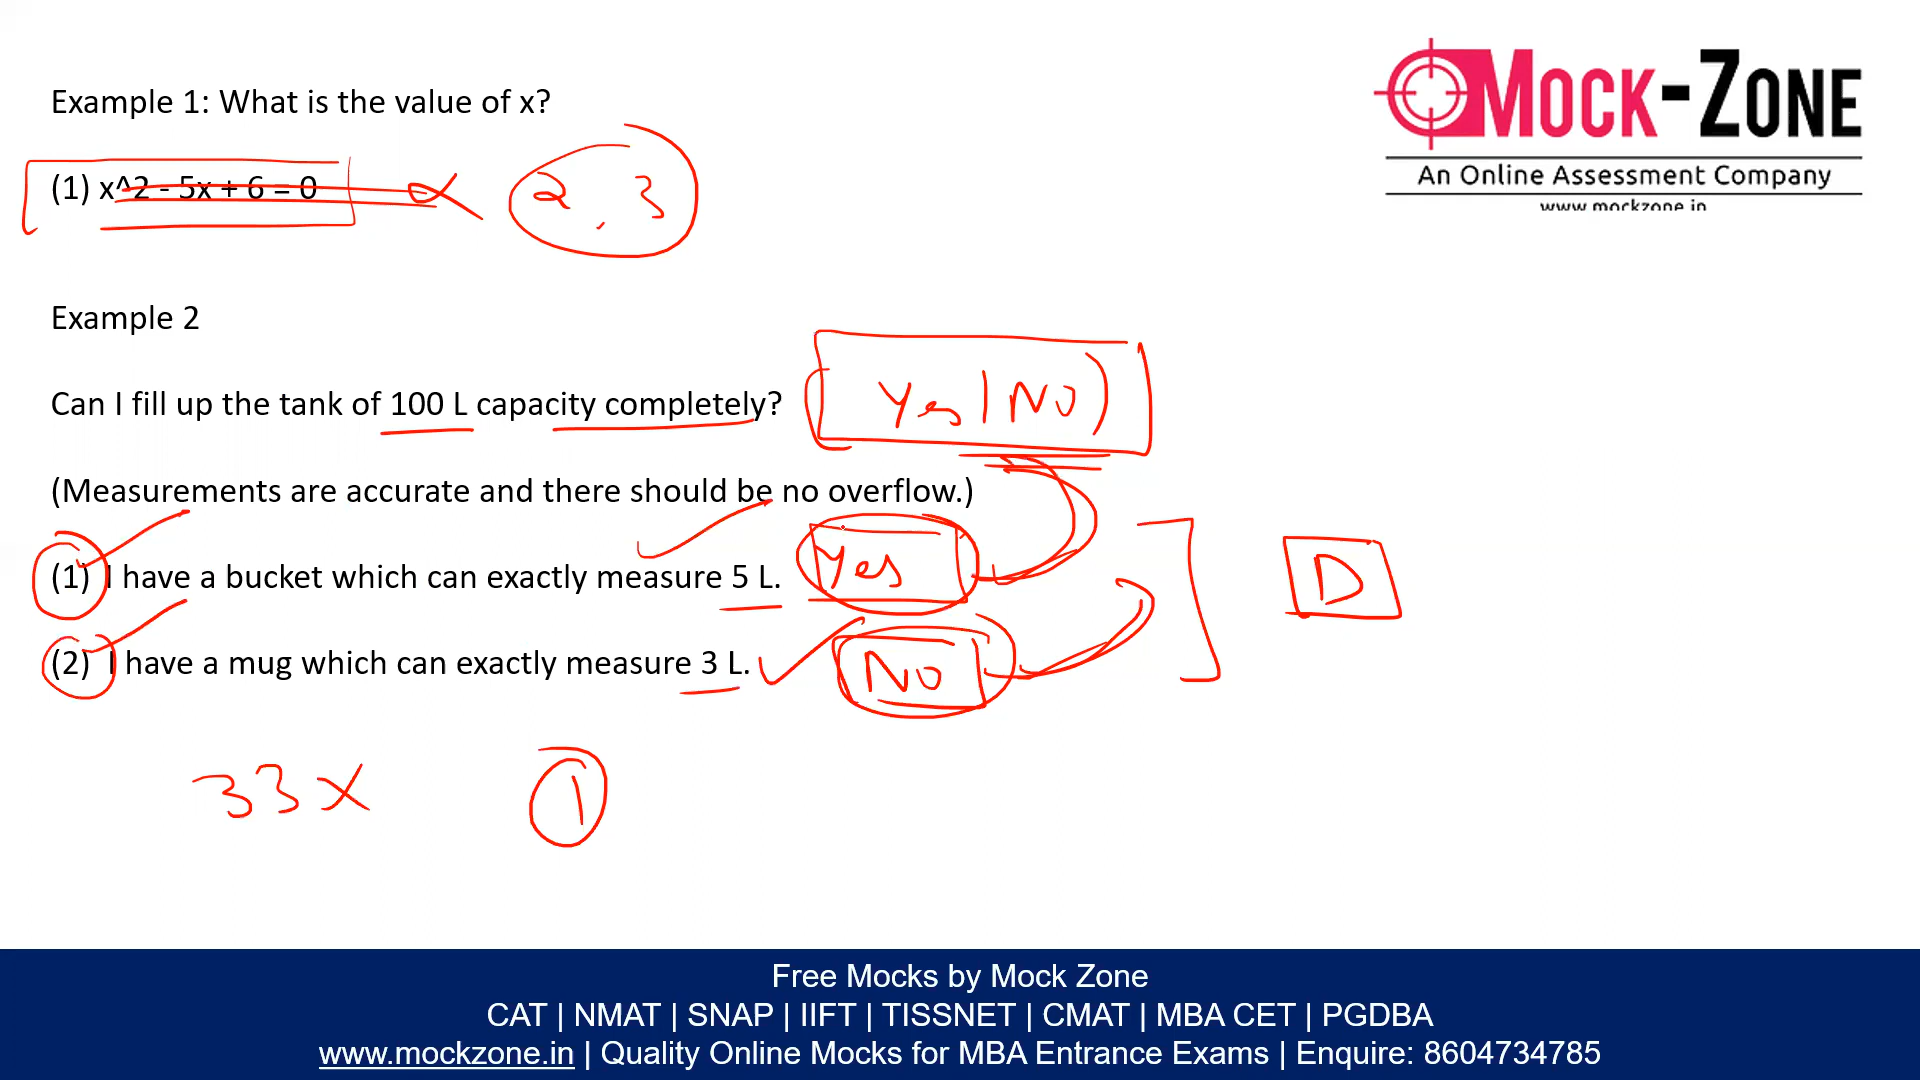 MOCK-ZONE
An Online Assessment Company
www.mockzone.in
Example 1: What is the value of x?
(1) x^2 - 5x + 6 = 0
2, 3
Example 2
Can I fill up the tank of 100 L capacity completely? Yes | No)
(Measurements are accurate and there should be no overflow.)
(1) I have a bucket which can exactly measure 5 L. Yes
D
(2) I have a mug which can exactly measure 3 L. No
33 x 1
Free Mocks by Mock Zone
CAT | NMAT | SNAP | IIFT | TISSNET | CMAT | MBA CET | PGDBA
www.mockzone.in | Quality Online Mocks for MBA Entrance Exams | Enquire: 8604734785